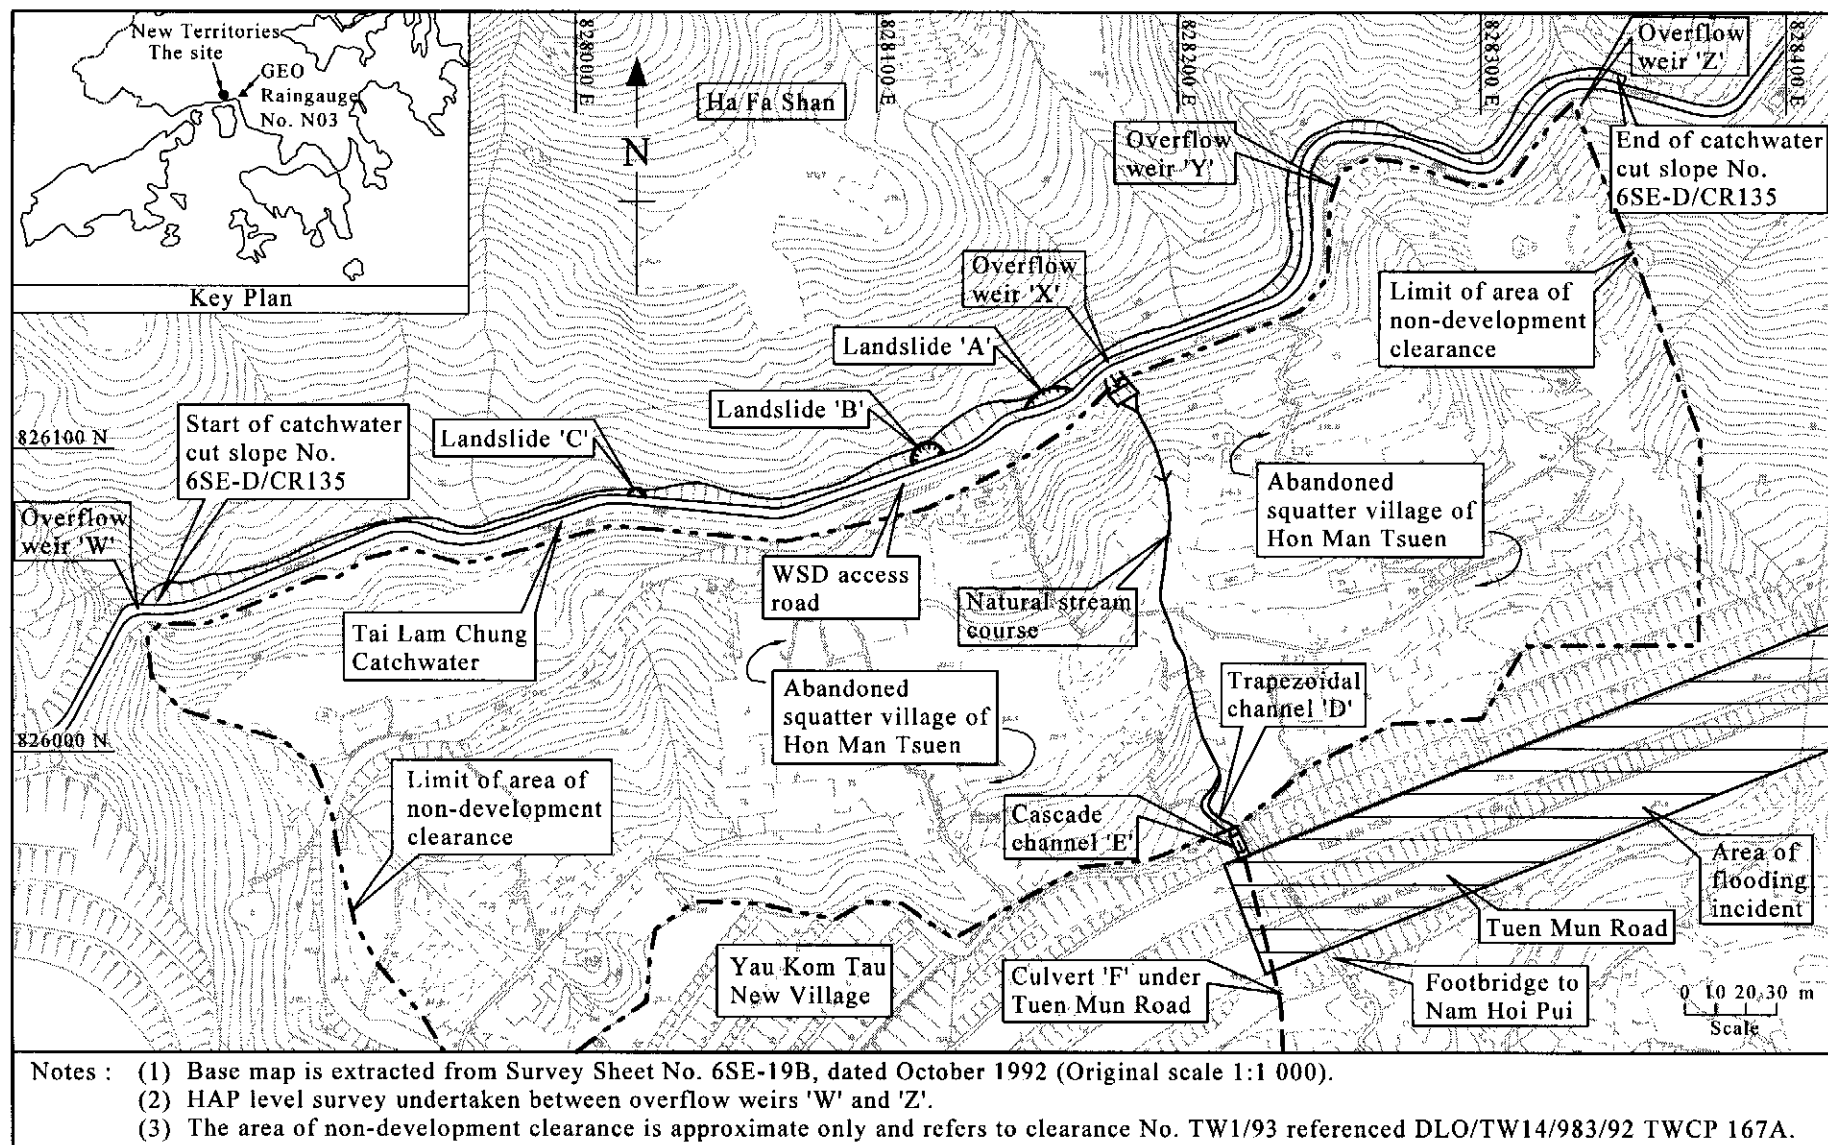 New Territories
The site
GEO
Raingauge
No. N03
Key Plan
828000 E
828100 E
828200 E
828300 E
828400 E
N
Ha Fa Shan
Overflow
weir 'Z'
Overflow
weir 'Y'
End of catchwater
cut slope No.
6SE-D/CR135
Overflow
weir 'X'
Limit of area of
non-development
clearance
Landslide 'A'
Landslide 'B'
Landslide 'C'
Start of catchwater
cut slope No.
6SE-D/CR135
826100 N
Overflow
weir 'W'
Abandoned
squatter village of
Hon Man Tsuen
WSD access
road
Natural stream
course
Tai Lam Chung
Catchwater
Abandoned
squatter village of
Hon Man Tsuen
Trapezoidal
channel 'D'
826000 N
Limit of area of
non-development
clearance
Cascade
channel 'E'
Area of
flooding
incident
Tuen Mun Road
Yau Kom Tau
New Village
Culvert 'F' under
Tuen Mun Road
Footbridge to
Nam Hoi Pui
0 10 20 30 m
Scale
Notes : (1) Base map is extracted from Survey Sheet No. 6SE-19B, dated October 1992 (Original scale 1:1 000).
(2) HAP level survey undertaken between overflow weirs 'W' and 'Z'.
(3) The area of non-development clearance is approximate only and refers to clearance No. TW1/93 referenced DLO/TW14/983/92 TWCP 167A.